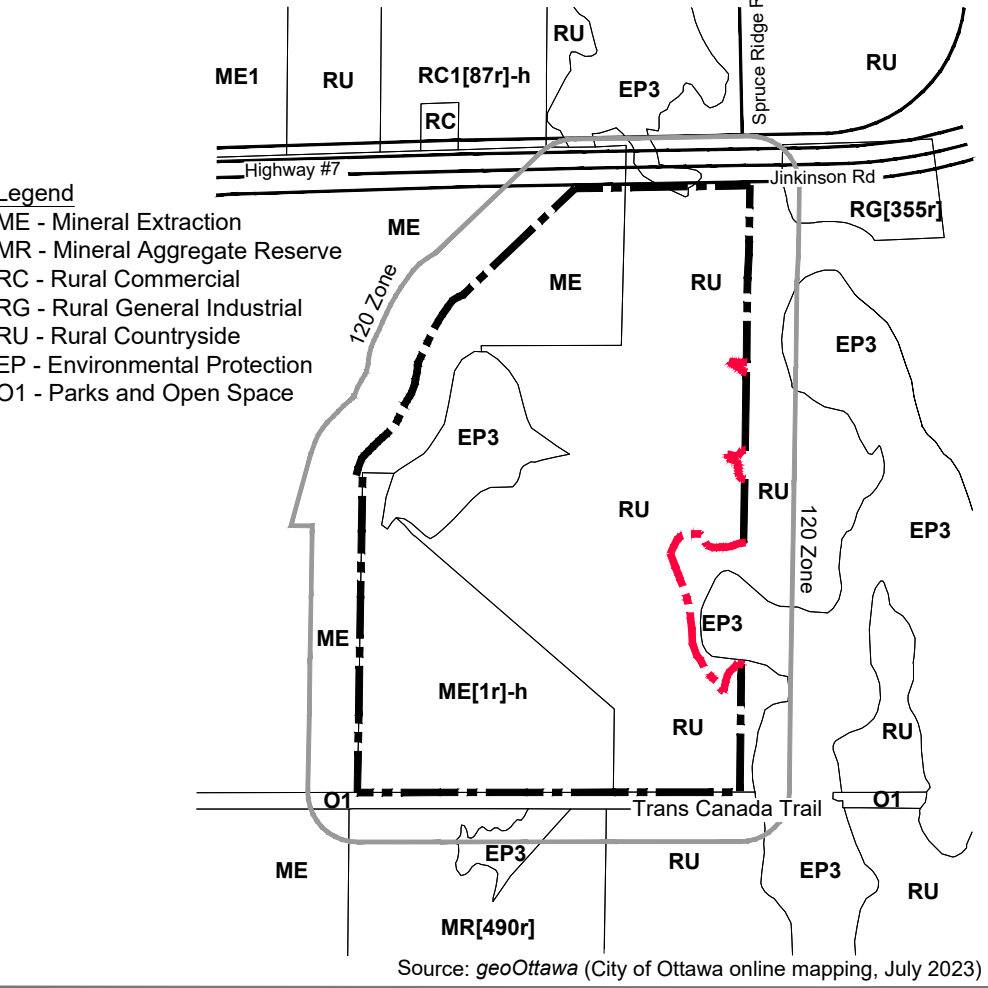 RU
Spruce Ridge
RU
ME1
RU
RC1[87r]-h
EP3
RC
Highway #7
Jinkinson Rd
Legend
ME - Mineral Extraction
MR - Mineral Aggregate Reserve
RC - Rural Commercial
RG - Rural General Industrial
RU - Rural Countryside
EP - Environmental Protection
O1 - Parks and Open Space
RG[355r]
ME
ME
RU
120 Zone
EP3
EP3
RU
RU
120 Zone
EP3
EP3
ME
ME[1r]-h
RU
RU
O1
Trans Canada Trail
O1
EP3
RU
ME
EP3
RU
MR[490r]
Source: geoOttawa (City of Ottawa online mapping, July 2023)